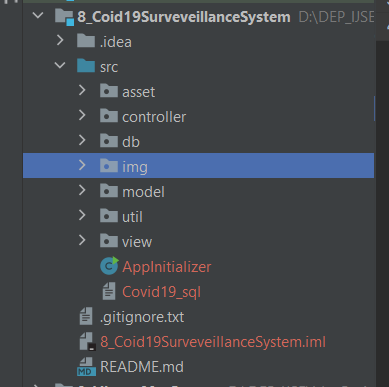 8_Coid19SurveveillanceSystem D:\DEP_IJSE
.idea
src
asset
controller
db
img
model
util
view
AppInitializer
Covid19_sql
.gitignore.txt
8_Coid19SurveveillanceSystem.iml
README.md